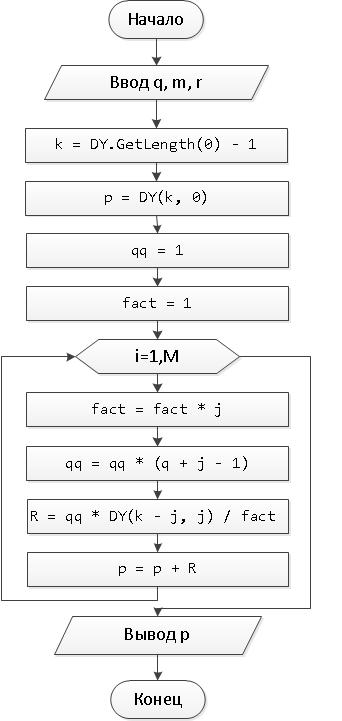 Начало
Ввод q, m, r
k = DY.GetLength(0) - 1
p = DY(k, 0)
qq = 1
fact = 1
i=1,M
fact = fact * j
qq = qq * (q + j - 1)
R = qq * DY(k - j, j) / fact
p = p + R
Вывод p
Конец